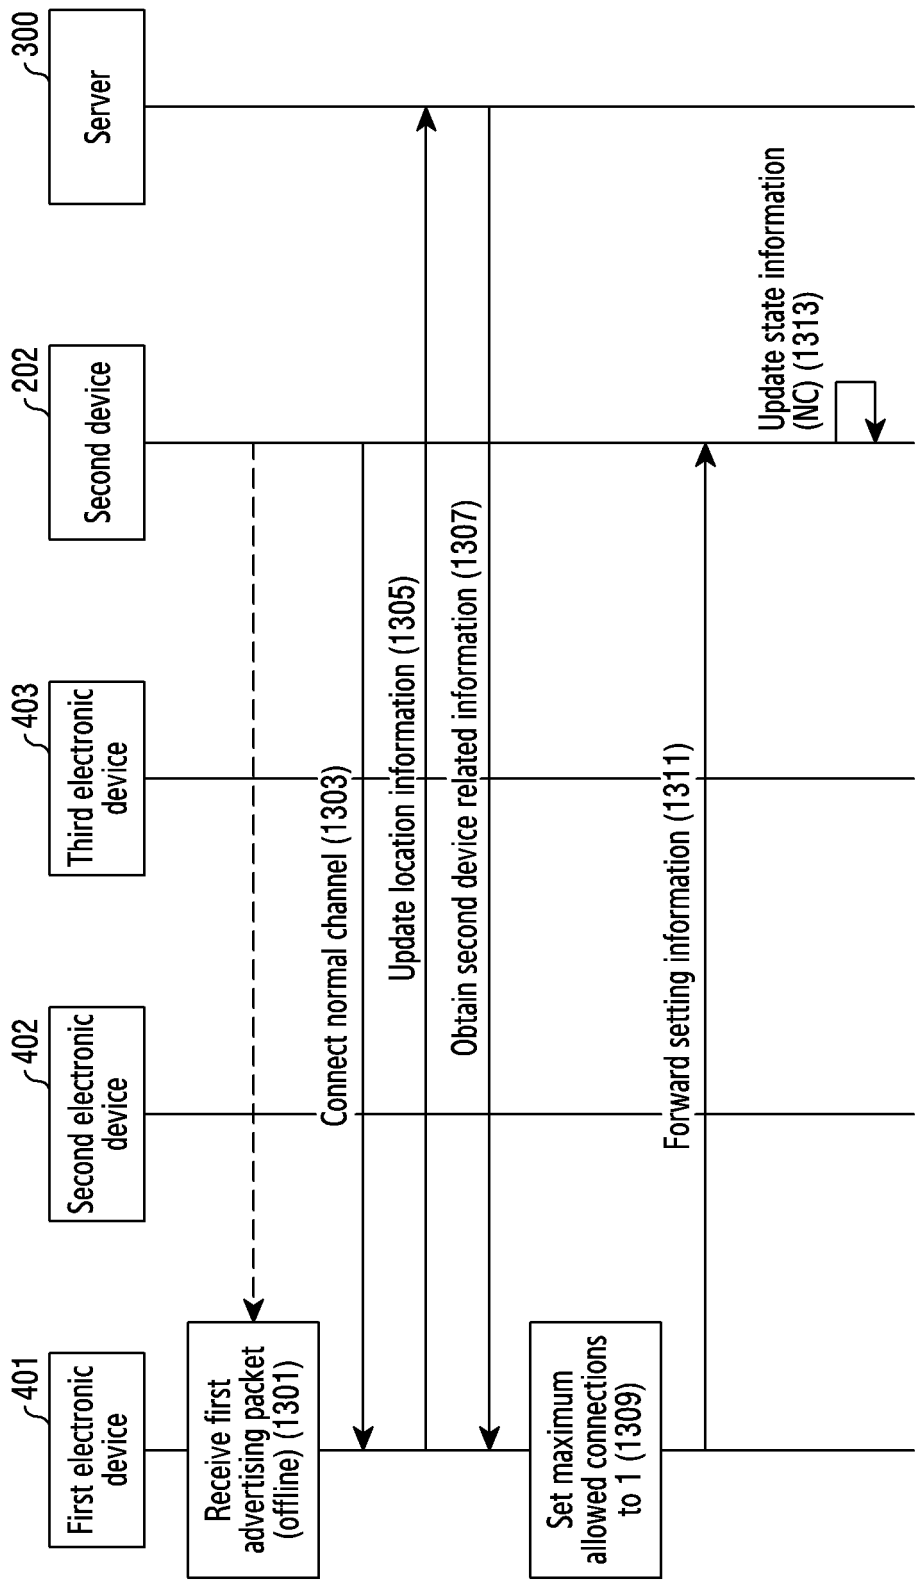 401
First electronic
device
402
Second electronic
device
403
Third electronic
device
202
Second device
300
Server
Receive first
advertising packet
(offline) (1301)
Connect normal channel (1303)
Update location information (1305)
Obtain second device related information (1307)
Set maximum
allowed connections
to 1 (1309)
Forward setting information (1311)
Update state information
(NC) (1313)